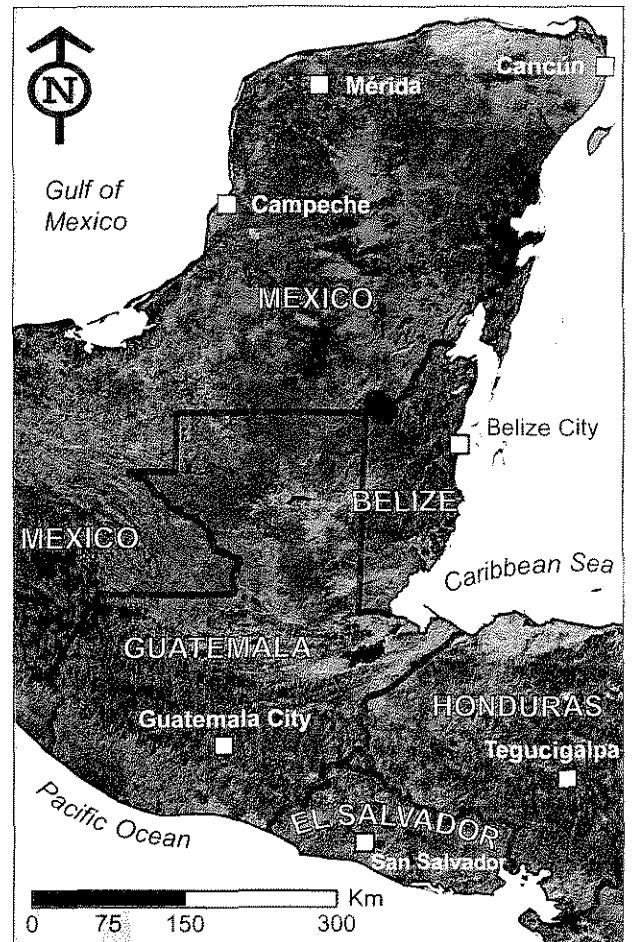 Cancún
Mérida
N
Gulf of
Mexico
Campeche
MEXICO
Belize City
BELIZE
MEXICO
Caribbean Sea
GUATEMALA
HONDURAS
Guatemala City
Tegucigalpa
Pacific Ocean
EL SALVADOR
San Salvador
Km
0 75 150 300